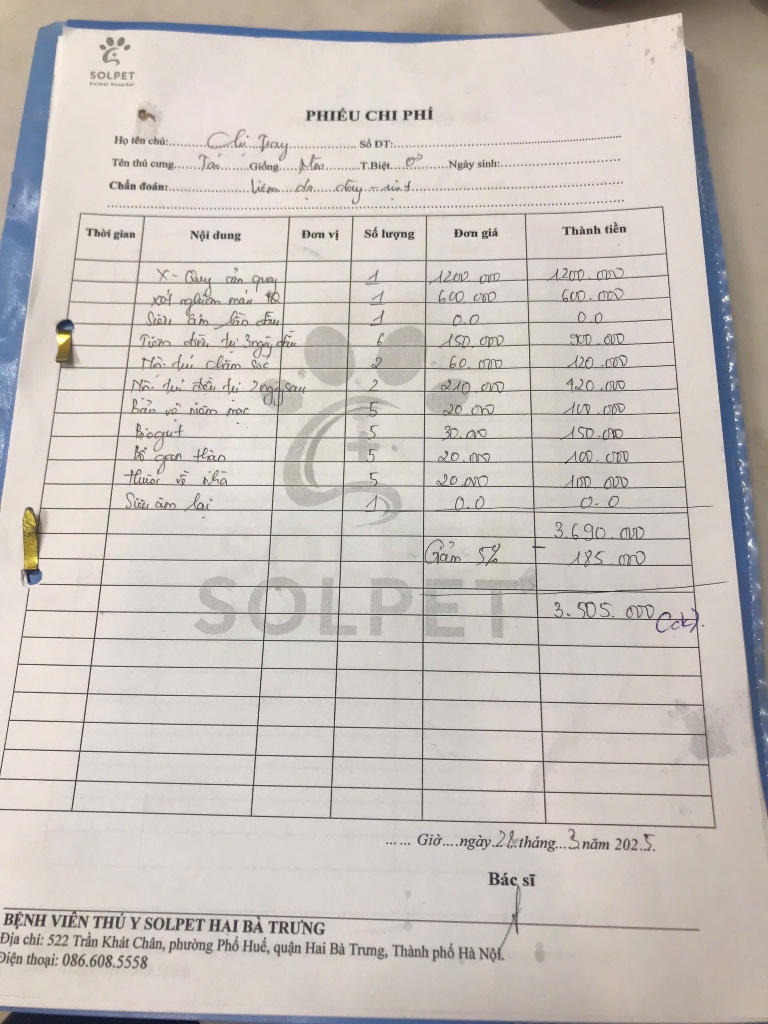 SOLPET
Animal Hospital
PHIẾU CHI PHÍ
Họ tên chủ: Chị Trang Số ĐT:
Tên thú cưng: Táo Giống Mèo T.Biệt Ngày sinh:
Chẩn đoán: Viêm dạ dày - ruột
Thời gian Nội dung Đơn vị Số lượng Đơn giá Thành tiền
X-Quy cản quay 1 1200.000 1200.000
xét nghiệm máu 1 600.000 600.000
Siêu âm lần đầu 1 0.0 0.0
Tiêm điều trị 3 ngày đầu 6 150.000 900.000
Nội trú chăm sóc 2 60.000 120.000
Nội trú điều trị 2 ngày sau 2 210.000 420.000
Bảo vệ niêm mạc 5 20.000 100.000
Biogut 5 30.000 150.000
Bổ gan thận 5 20.000 100.000
thuốc về nhà 5 20.000 100.000
Siêu âm lại 1 0.0 0.0
3.690.000
Giảm 5% - 185.000
3.505.000 (ck).
SOLPET
...... Giờ....ngày 28 tháng 3 năm 2025.
Bác sĩ
BỆNH VIỆN THÚ Y SOLPET HAI BÀ TRƯNG
Địa chỉ: 522 Trần Khát Chân, phường Phố Huế, quận Hai Bà Trưng, Thành phố Hà Nội.
Điện thoại: 086.608.5558